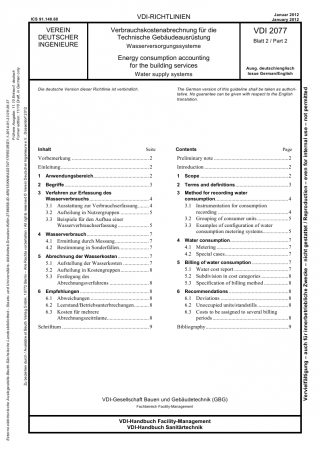 ICS 91.140.60
VDI-RICHTLINIEN
Januar 2012
January 2012
VEREIN
DEUTSCHER
INGENIEURE
Verbrauchskostenabrechnung für die
Technische Gebäudeausrüstung
Wasserversorgungssysteme
Energy consumption accounting
for the building services
Water supply systems
VDI 2077
Blatt 2 / Part 2
Ausg. deutsch/englisch
Issue German/English
Die deutsche Version dieser Richtlinie ist verbindlich.
The German version of this guideline shall be taken as authori-
tative. No guarantee can be given with respect to the English
translation.
Inhalt Seite
Vorbemerkung 2
Einleitung 2
1 Anwendungsbereich 2
2 Begriffe 3
3 Verfahren zur Erfassung des
Wasserverbrauchs 4
3.1 Ausstattung zur Verbrauchserfassung 4
3.2 Aufteilung in Nutzergruppen 5
3.3 Beispiele für den Aufbau einer
Wasserverbrauchserfassung 5
4 Wasserverbrauch 7
4.1 Ermittlung durch Messung 7
4.2 Bestimmung in Sonderfällen 7
5 Abrechnung der Wasserkosten 7
5.1 Aufstellung der Wasserkosten 7
5.2 Aufteilung in Kostengruppen 8
5.3 Festlegung des
Abrechnungsverfahrens 8
6 Empfehlungen 8
6.1 Abweichungen 8
6.2 Leerstand/Betriebsunterbrechungen 8
6.3 Kosten für mehrere
Abrechnungszeiträume 8
Schrifttum 9
Contents Page
Preliminary note 2
Introduction 2
1 Scope 2
2 Terms and definitions 3
3 Method for recording water
consumption 4
3.1 Instrumentation for consumption
recording 4
3.2 Grouping of consumer units 5
3.3 Examples of configuration of water
consumption metering systems 5
4 Water consumption 7
4.1 Metering 7
4.2 Special cases 7
5 Billing of water consumption 7
5.1 Water cost report 7
5.2 Subdivision in cost categories 8
5.3 Specification of billing method 8
6 Recommendations 8
6.1 Deviations 8
6.2 Unoccupied units/standstills 8
6.3 Costs to be assigned to several billing
periods 8
Bibliography 9
VDI-Gesellschaft Bauen und Gebäudetechnik (GBG)
Fachbereich Facility-Management
VDI-Handbuch Facility-Management
VDI-Handbuch Sanitärtechnik
Vervielfältigung – auch für innerbetriebliche Zwecke – nicht gestattet / Reproduction – even for internal use – not permitted